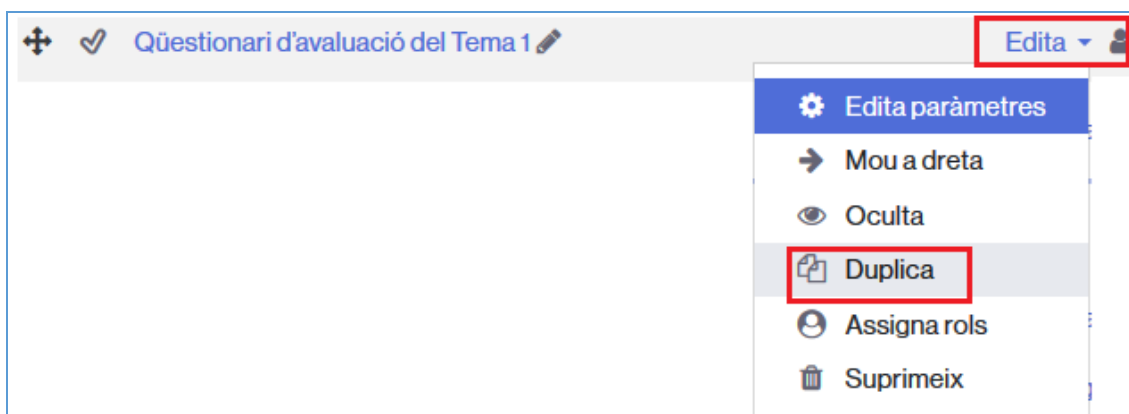 Qüestionari d'avaluació del Tema 1
Edita
Edita paràmetres
Mou a dreta
Oculta
Duplica
Assigna rols
Suprimeix